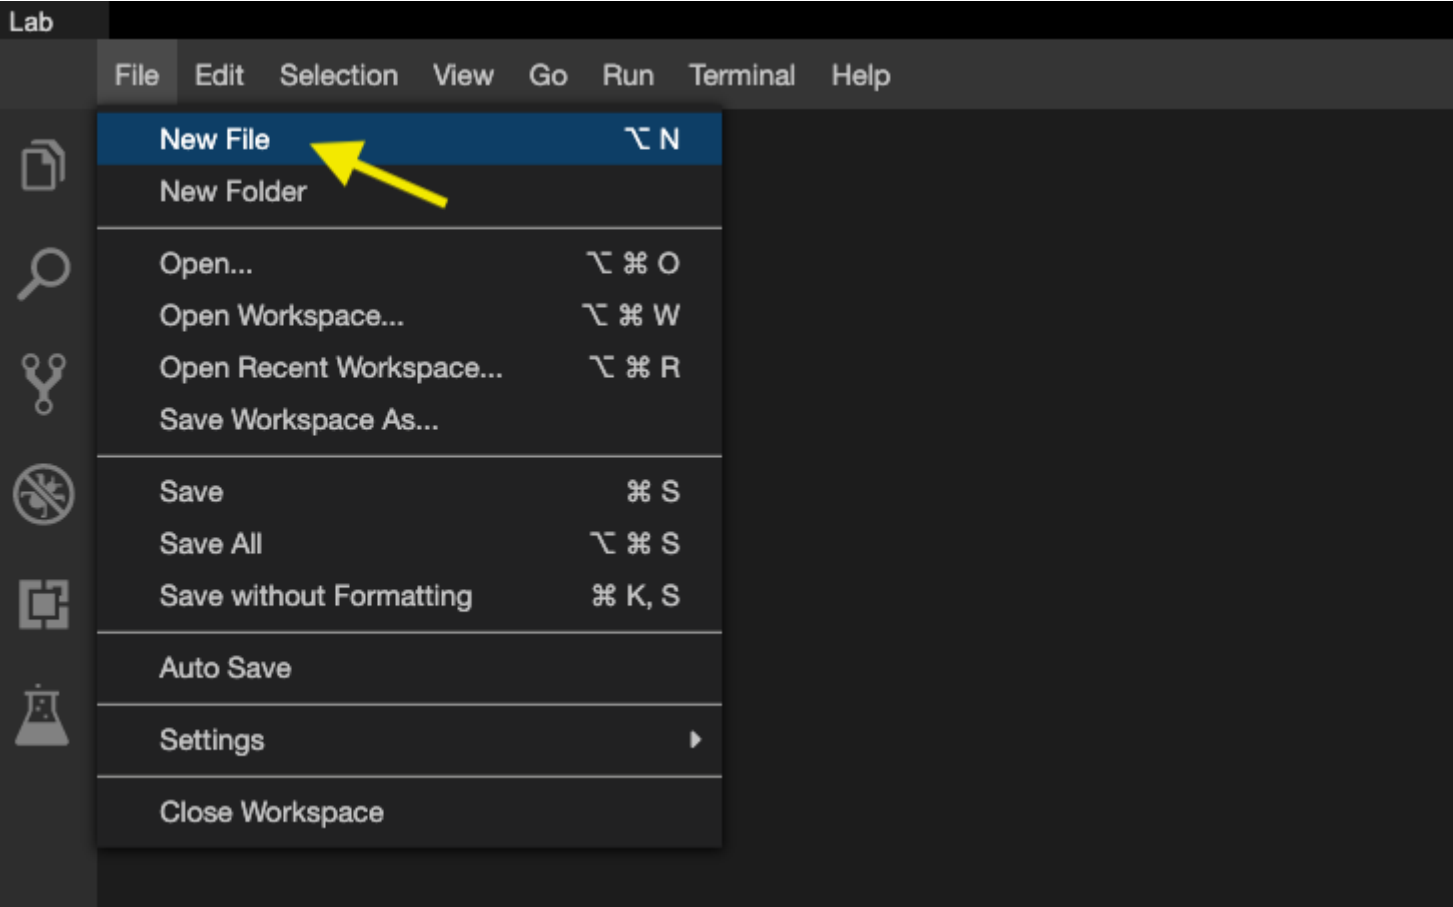 Lab
File Edit Selection View Go Run Terminal Help
New File ⌥ N
New Folder
Open... ⌥ ⌘ O
Open Workspace... ⌥ ⌘ W
Open Recent Workspace... ⌥ ⌘ R
Save Workspace As...
Save ⌘ S
Save All ⌥ ⌘ S
Save without Formatting ⌘ K, S
Auto Save
Settings
Close Workspace